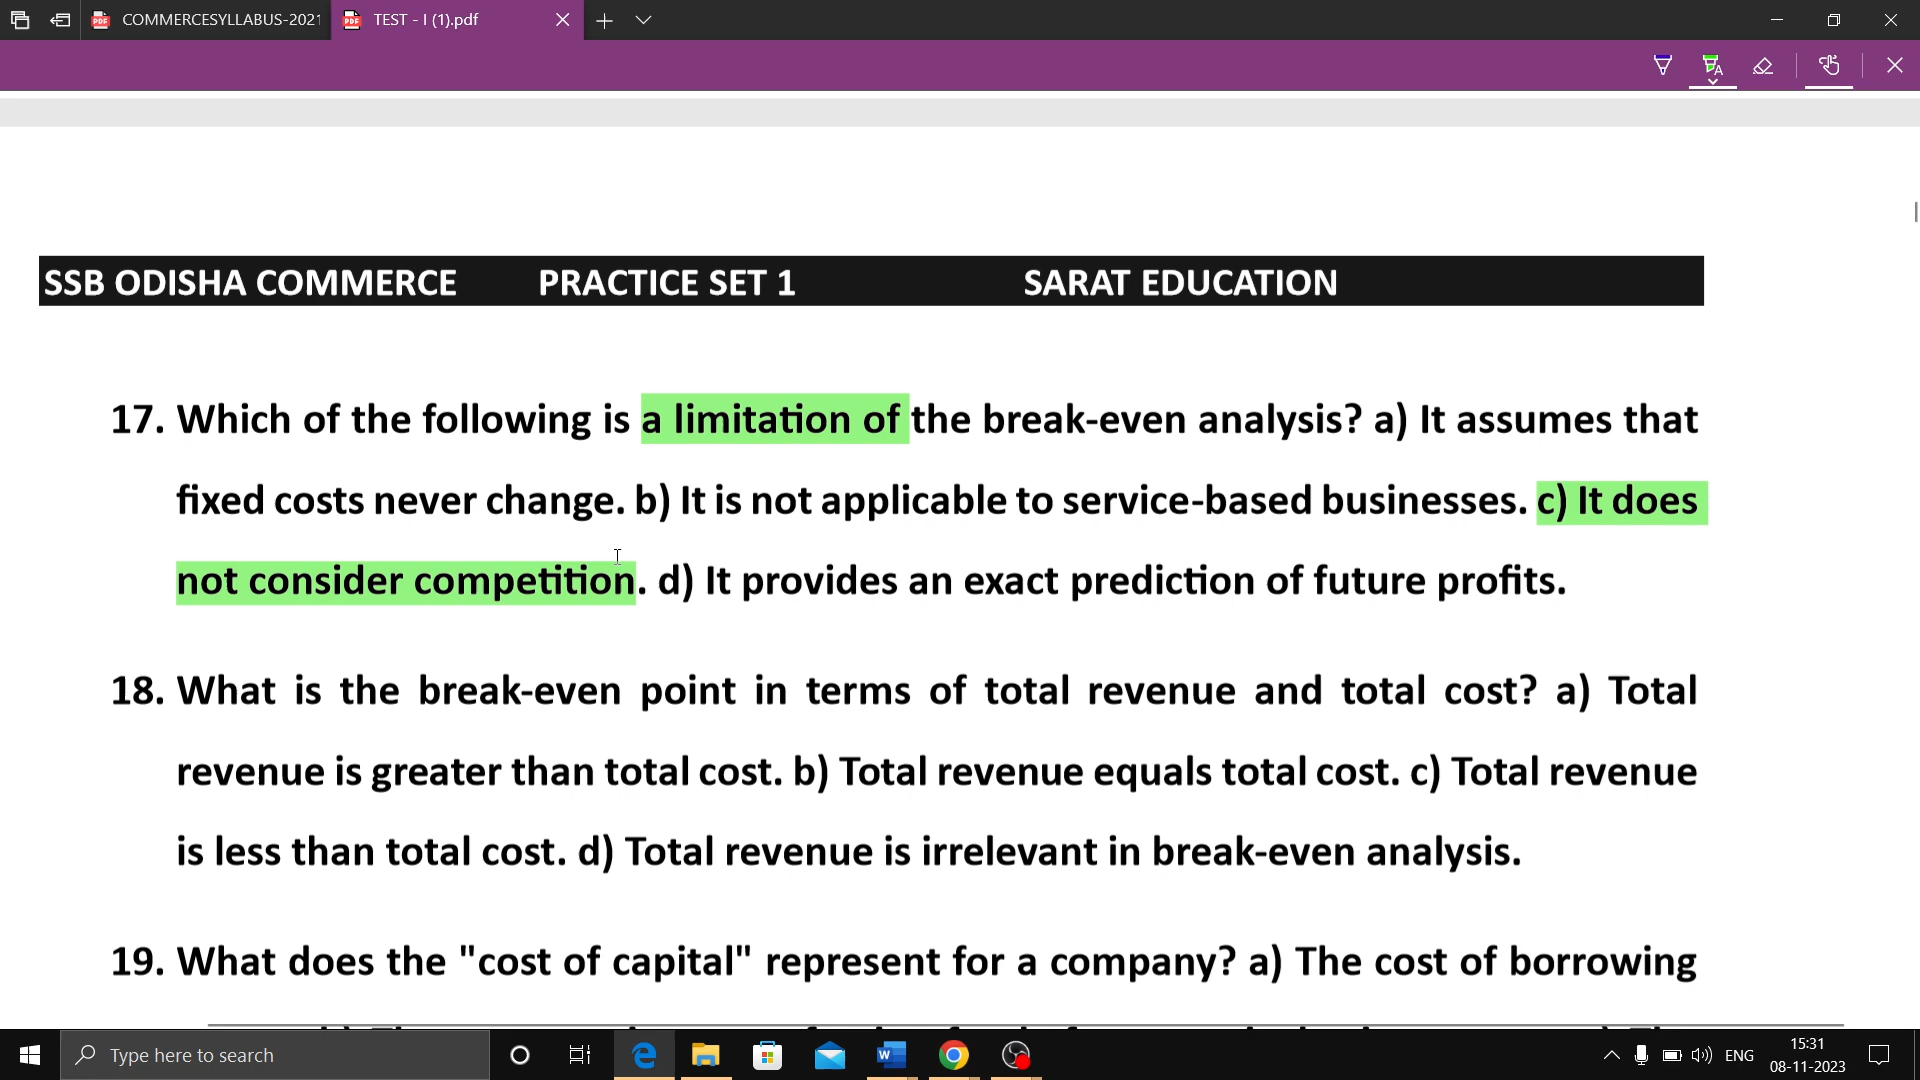 COMMERCESYLLABUS-2021
TEST - I (1).pdf
SSB ODISHA COMMERCE PRACTICE SET 1 SARAT EDUCATION
17. Which of the following is a limitation of the break-even analysis? a) It assumes that
fixed costs never change. b) It is not applicable to service-based businesses. c) It does
not consider competition. d) It provides an exact prediction of future profits.
18. What is the break-even point in terms of total revenue and total cost? a) Total
revenue is greater than total cost. b) Total revenue equals total cost. c) Total revenue
is less than total cost. d) Total revenue is irrelevant in break-even analysis.
19. What does the "cost of capital" represent for a company? a) The cost of borrowing
Type here to search
ENG
15:31
08-11-2023